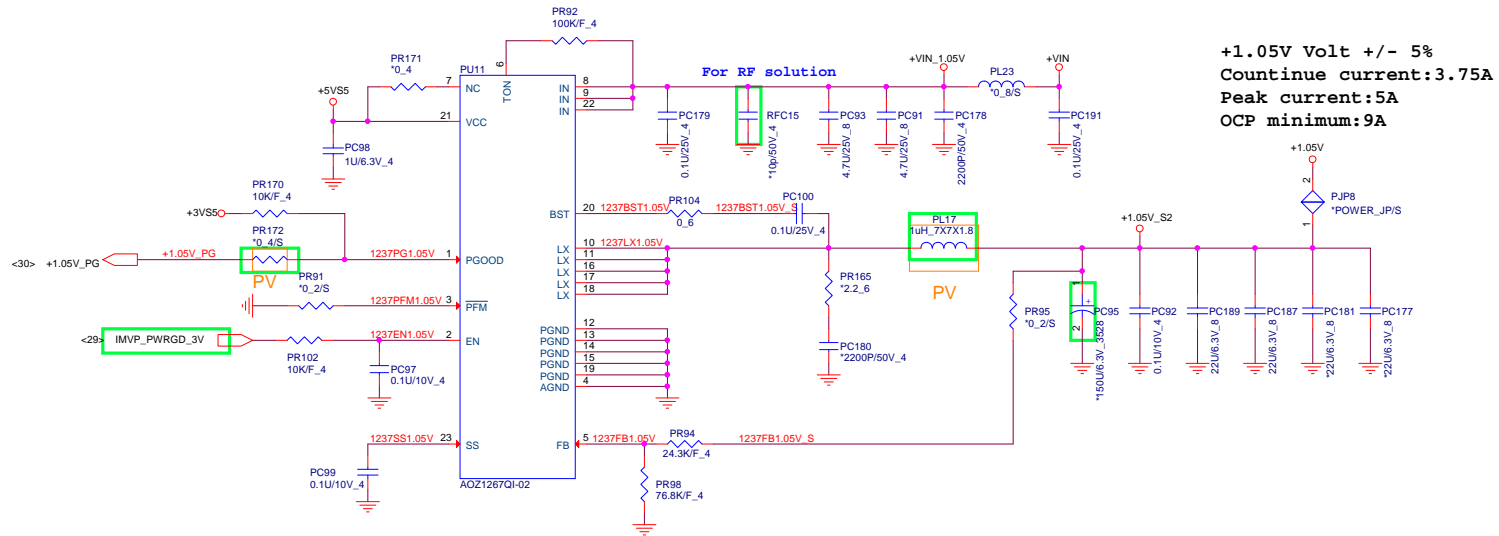 PR92
100K/F_4
+1.05V Volt +/- 5%
Countinue current:3.75A
Peak current:5A
OCP minimum:9A
PR171
*0_4
PU11
6
TON
For RF solution
+VIN_1.05V
PL23
*0_8/S
+VIN
+5VS5
7
NC
IN
8
IN
9
IN
22
21
VCC
PC98
1U/6.3V_4
PC179
0.1U/25V_4
RFC15
*10p/50V_4
PC93
4.7U/25V_8
PC91
4.7U/25V_8
PC178
2200P/50V_4
PC191
0.1U/25V_4
+1.05V
2
PJP8
*POWER_JP/S
1
PR170
10K/F_4
+3VS5
PR172
*0_4/S
BST
20
1237BST1.05V
PR104
0_6
1237BST1.05V_S
PC100
0.1U/25V_4
PL17
1uH_7X7X1.8
+1.05V_S2
<30>
+1.05V_PG
+1.05V_PG
1237PG1.05V
1
PGOOD
LX
10
1237LX1.05V
LX
11
LX
16
LX
17
LX
18
PV
PV
PR91
*0_2/S
1237PFM1.05V
3
PFM
PR165
*2.2_6
PR95
*0_2/S
1
+
PC95
2
*150U/6.3V_3528
PC92
0.1U/10V_4
PC189
22U/6.3V_8
PC187
22U/6.3V_8
PC181
*22U/6.3V_8
PC177
*22U/6.3V_8
<29>
IMVP_PWRGD_3V
1237EN1.05V
2
EN
PR102
10K/F_4
PC97
0.1U/10V_4
PGND
12
PGND
13
PGND
14
PGND
15
PGND
19
AGND
4
PC180
*2200P/50V_4
1237SS1.05V
23
SS
FB
5
1237FB1.05V
PR94
24.3K/F_4
1237FB1.05V_S
PC99
0.1U/10V_4
PR98
76.8K/F_4
AOZ1267QI-02